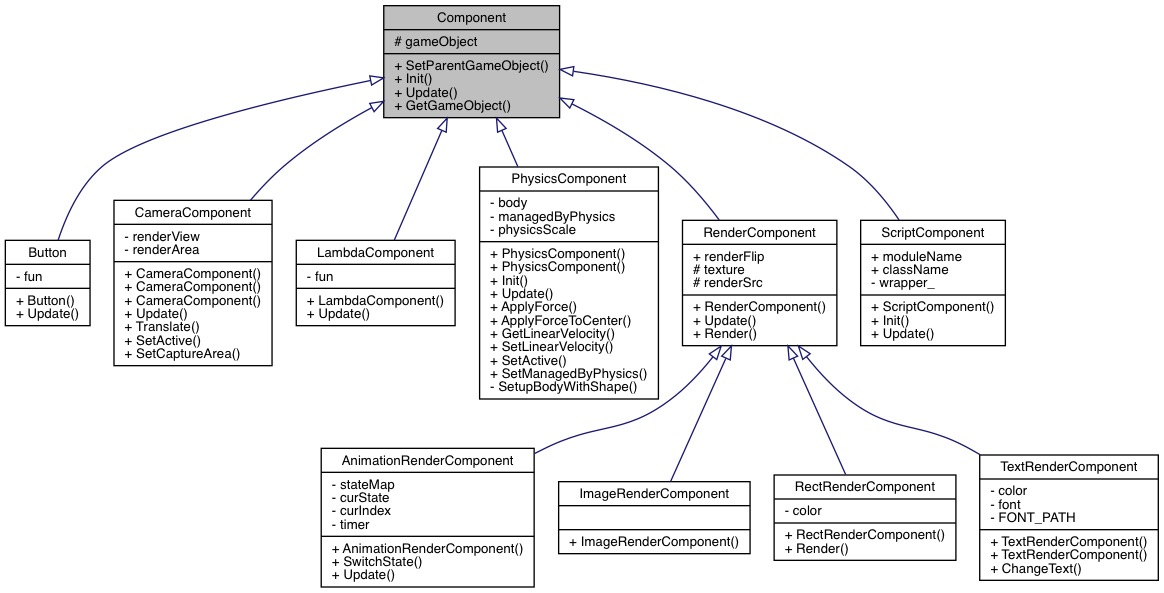 Component
# gameObject
+ SetParentGameObject()
+ Init()
+ Update()
+ GetGameObject()
Button
- fun
+ Button()
+ Update()
CameraComponent
- renderView
- renderArea
+ CameraComponent()
+ CameraComponent()
+ CameraComponent()
+ Update()
+ Translate()
+ SetActive()
+ SetCaptureArea()
LambdaComponent
- fun
+ LambdaComponent()
+ Update()
PhysicsComponent
- body
- managedByPhysics
- physicsScale
+ PhysicsComponent()
+ PhysicsComponent()
+ Init()
+ Update()
+ ApplyForce()
+ ApplyForceToCenter()
+ GetLinearVelocity()
+ SetLinearVelocity()
+ SetActive()
+ SetManagedByPhysics()
- SetupBodyWithShape()
RenderComponent
+ renderFlip
# texture
# renderSrc
+ RenderComponent()
+ Update()
+ Render()
ScriptComponent
+ moduleName
+ className
- wrapper_
+ ScriptComponent()
+ Init()
+ Update()
AnimationRenderComponent
- stateMap
- curState
- curIndex
- timer
+ AnimationRenderComponent()
+ SwitchState()
+ Update()
ImageRenderComponent
+ ImageRenderComponent()
RectRenderComponent
- color
+ RectRenderComponent()
+ Render()
TextRenderComponent
- color
- font
- FONT_PATH
+ TextRenderComponent()
+ TextRenderComponent()
+ ChangeText()